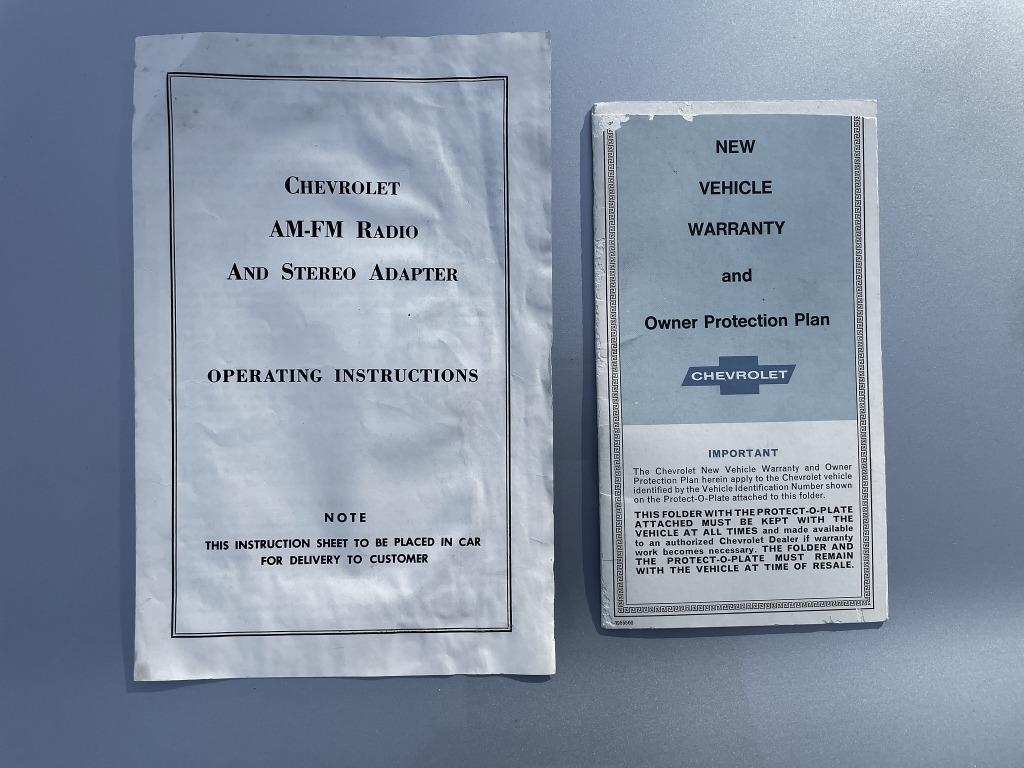 CHEVROLET
AM-FM RADIO
AND STEREO ADAPTER
OPERATING INSTRUCTIONS
NOTE
THIS INSTRUCTION SHEET TO BE PLACED IN CAR
FOR DELIVERY TO CUSTOMER
NEW
VEHICLE
WARRANTY
and
Owner Protection Plan
CHEVROLET
IMPORTANT
The Chevrolet New Vehicle Warranty and Owner
Protection Plan herein apply to the Chevrolet vehicle
identified by the Vehicle Identification Number shown
on the Protect-O-Plate attached to this folder.
THIS FOLDER WITH THE PROTECT-O-PLATE
ATTACHED MUST BE KEPT WITH THE
VEHICLE AT ALL TIMES and made available
to an authorized Chevrolet Dealer if warranty
work becomes necessary. THE FOLDER AND
THE PROTECT-O-PLATE MUST REMAIN
WITH THE VEHICLE AT TIME OF RESALE.